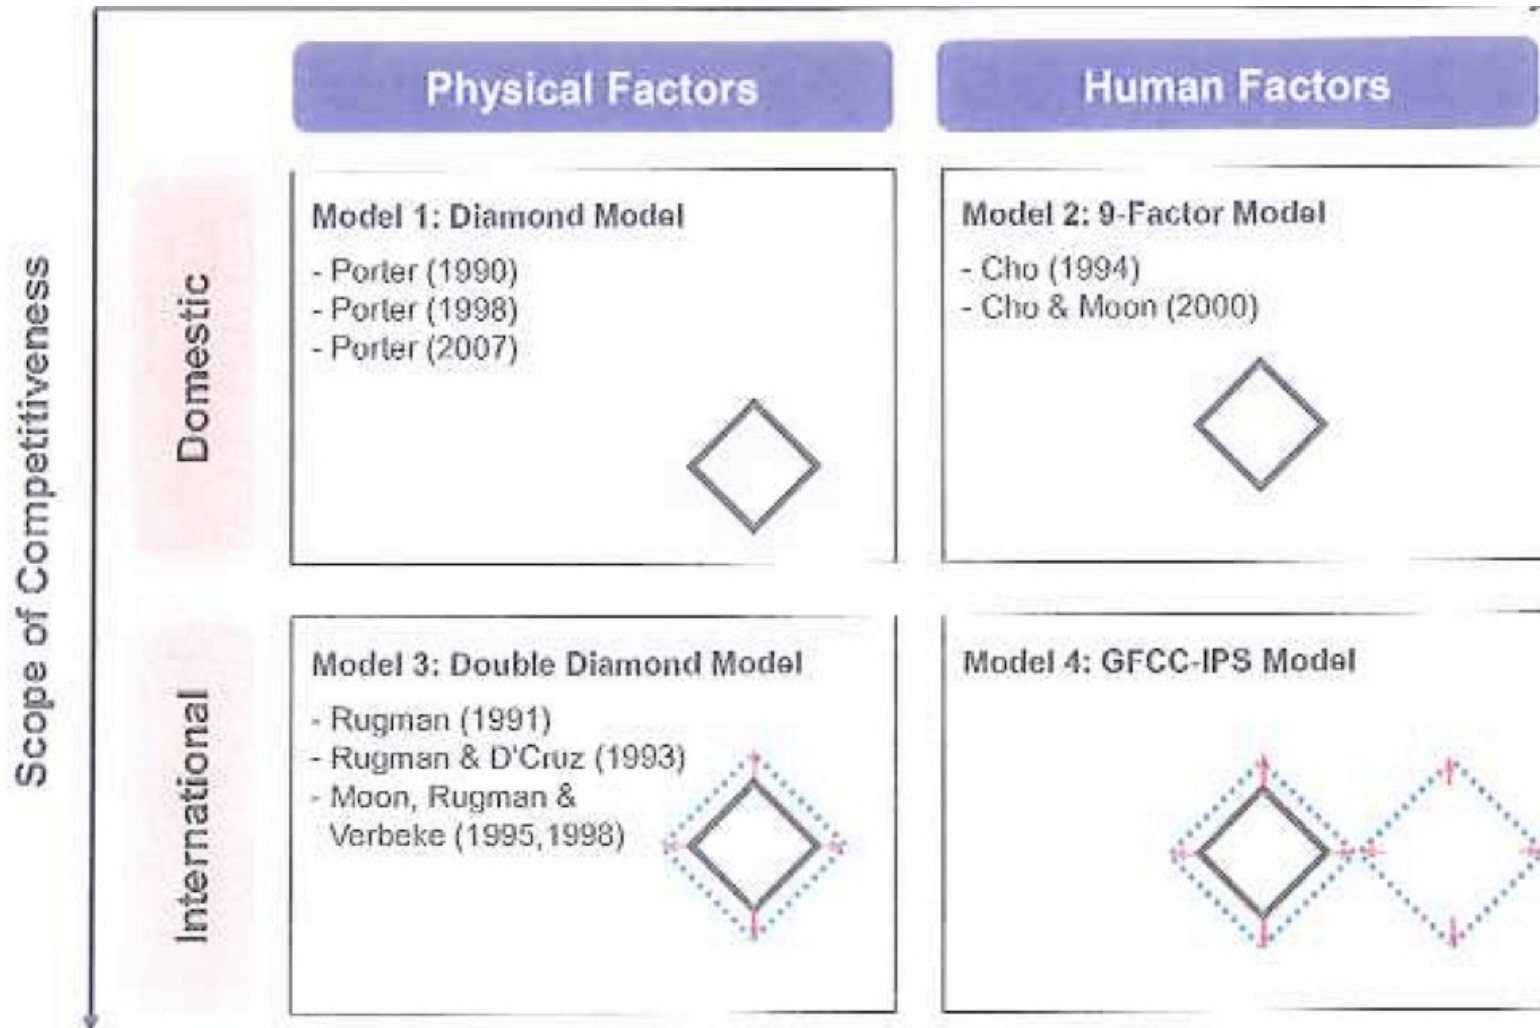 Physical Factors
Human Factors
Scope of Competitiveness
Domestic
Model 1: Diamond Model
- Porter (1990)
- Porter (1998)
- Porter (2007)
Model 2: 9-Factor Model
- Cho (1994)
- Cho & Moon (2000)
International
Model 3: Double Diamond Model
- Rugman (1991)
- Rugman & D'Cruz (1993)
- Moon, Rugman &
Verbeke (1995,1998)
Model 4: GFCC-IPS Model